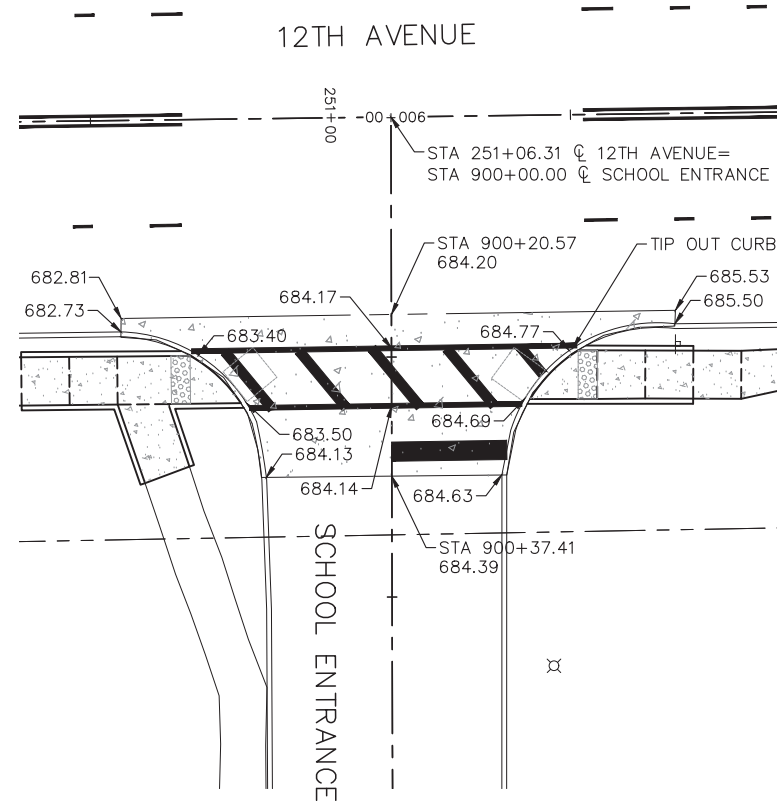 12TH AVENUE
251+00
00+006
STA 251+06.31 ℄ 12TH AVENUE=
STA 900+00.00 ℄ SCHOOL ENTRANCE
STA 900+20.57
684.20
TIP OUT CURB
682.81
682.73
684.17
685.53
685.50
683.40
684.77
683.50
684.69
684.13
684.14
684.63
STA 900+37.41
684.39
SCHOOL ENTRANCE